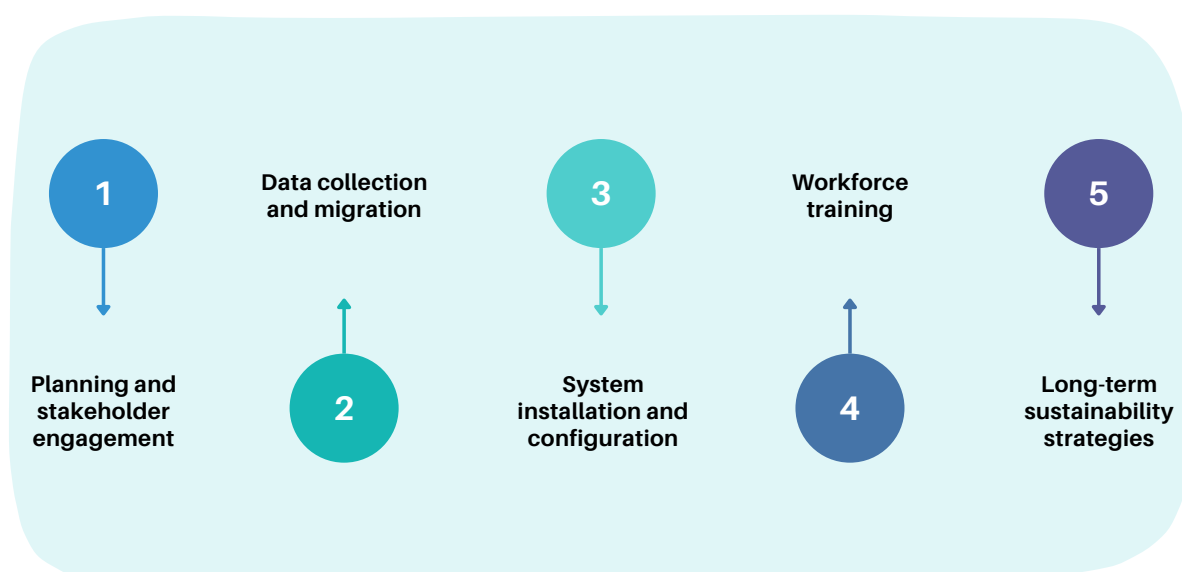 1
Planning and
stakeholder
engagement
Data collection
and migration
2
3
System
installation and
configuration
Workforce
training
4
5
Long-term
sustainability
strategies